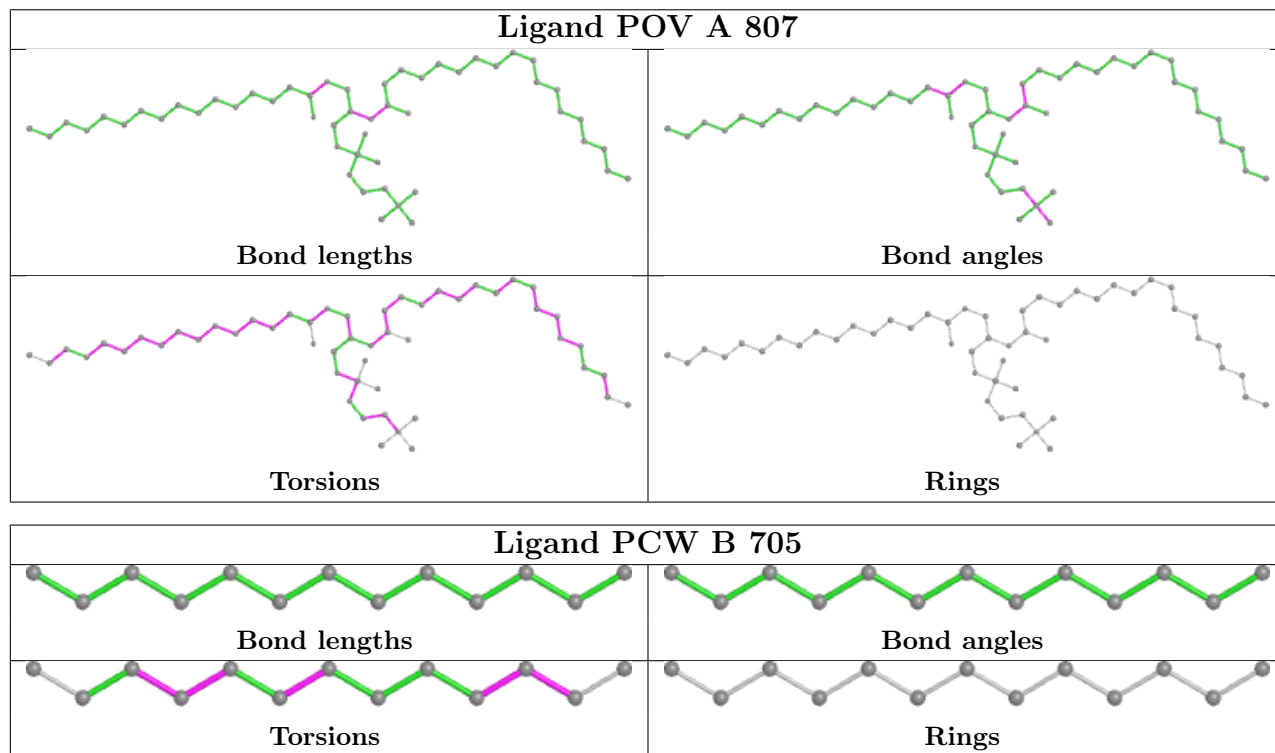 Ligand POV A 807
Bond lengths
Bond angles
Torsions
Rings
Ligand PCW B 705
Bond lengths
Bond angles
Torsions
Rings